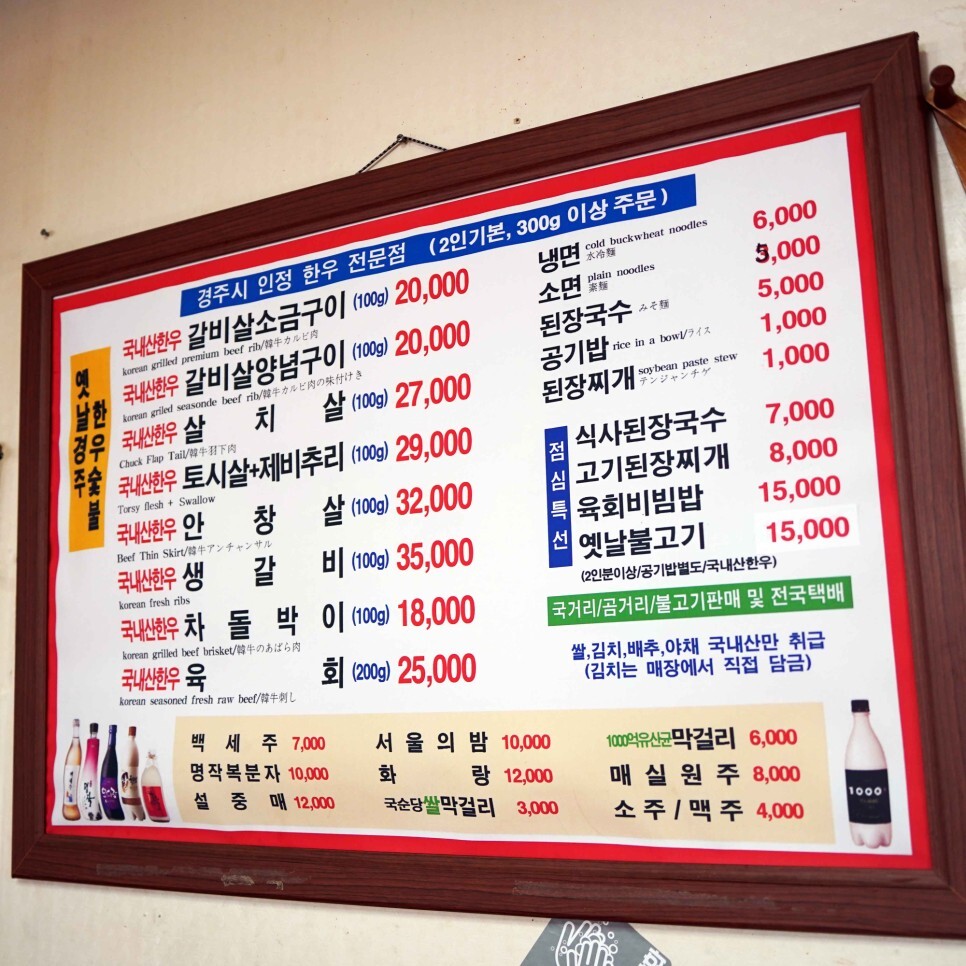 경주시 인정 한우 전문점 (2인기본, 300g 이상 주문)
옛날경주
한우숯불
국내산한우 갈비살소금구이 (100g) 20,000
korean grilled premium beef rib/韓牛カルビ肉
국내산한우 갈비살양념구이 (100g) 20,000
korean griled seasonde beef rib/韓牛カルビ肉の味付けき
국내산한우 살치살 (100g) 27,000
Chuck Flap Tail/韓牛羽下肉
국내산한우 토시살+제비추리 (100g) 29,000
Torsy flesh + Swallow
국내산한우 안창살 (100g) 32,000
Beef Thin Skirt/韓牛アンチャンサル
국내산한우 생갈비 (100g) 35,000
korean fresh ribs
국내산한우 차돌박이 (100g) 18,000
korean grilled beef brisket/韓牛のあばら肉
국내산한우 육회 (200g) 25,000
korean seasoned fresh raw beef/韓牛刺し
냉면 cold buckwheat noodles 6,000
水冷麺
소면 plain noodles 5,000
素麺
된장국수 みそ麺 5,000
공기밥 rice in a bowl/ライス 1,000
된장찌개 soybean paste stew 1,000
テンジャンチゲ
점심특선
식사된장국수 7,000
고기된장찌개 8,000
육회비빔밥 15,000
옛날불고기 15,000
(2인분이상/공기밥별도/국내산한우)
국거리/곰거리/불고기판매 및 전국택배
쌀,김치,배추,야채 국내산만 취급
(김치는 매장에서 직접 담금)
백세주 7,000 서울의밤 10,000 1000억유산균막걸리 6,000
명작복분자 10,000 화랑 12,000 매실원주 8,000
설중매 12,000 국순당쌀막걸리 3,000 소주/맥주 4,000
1000